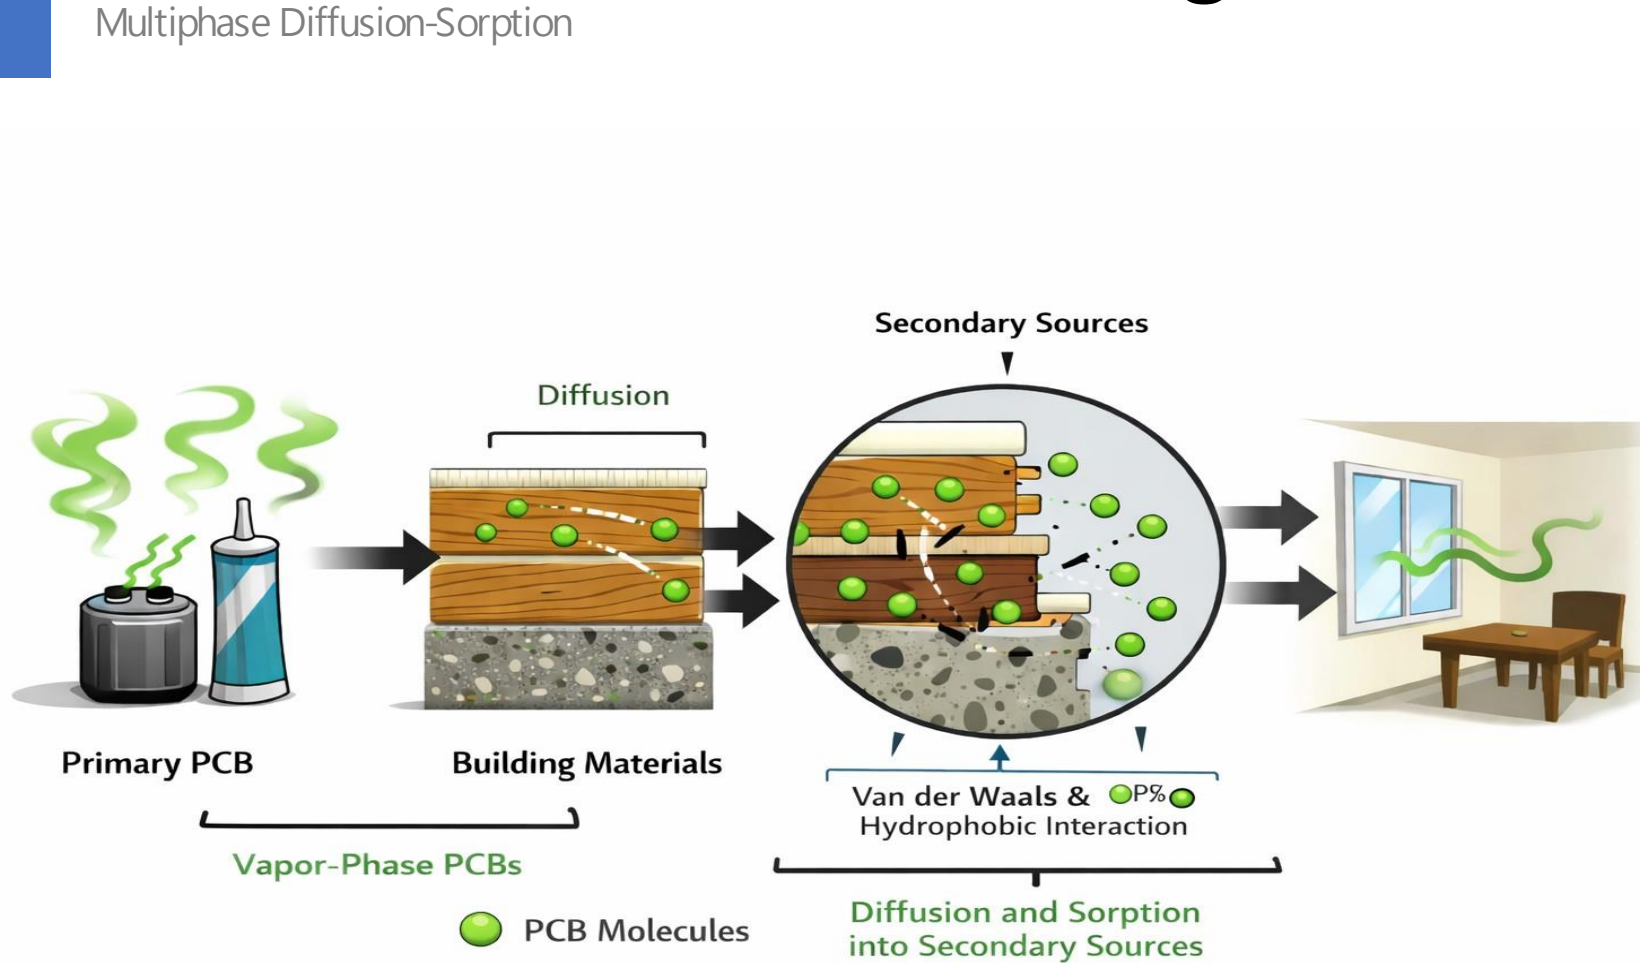 Multiphase Diffusion-Sorption
Secondary Sources
Diffusion
Primary PCB
Building Materials
Van der Waals & P%
Hydrophobic Interaction
Vapor-Phase PCBs
PCB Molecules
Diffusion and Sorption
into Secondary Sources